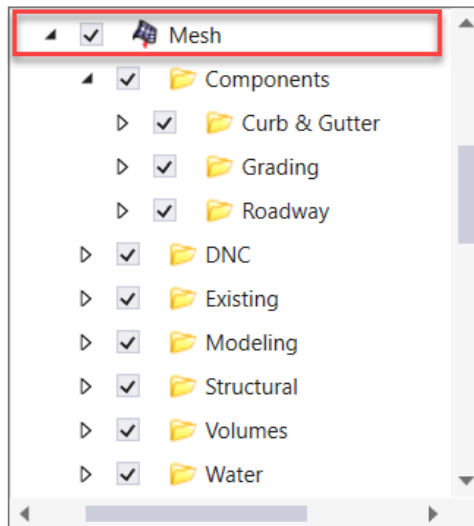 Mesh
Components
Curb & Gutter
Grading
Roadway
DNC
Existing
Modeling
Structural
Volumes
Water